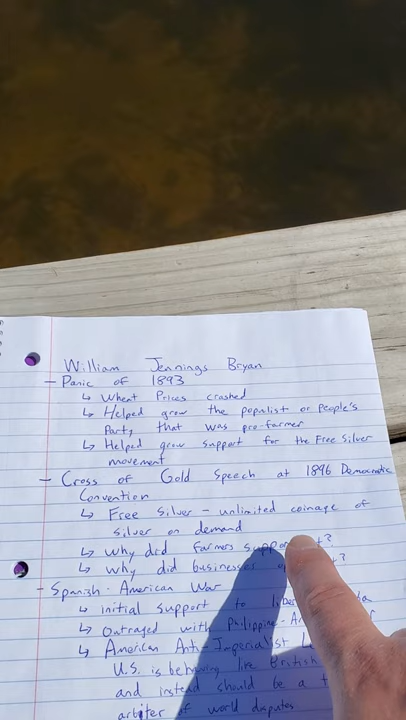 William Jennings Bryan
- Panic of 1893
↳ Wheat Prices crashed
↳ Helped grow the populist or People's
Party that was pro-farmer
↳ Helped grow support for the Free Silver
movement
- Cross of Gold Speech at 1896 Democratic
Convention
↳ Free Silver - unlimited coinage of
silver on demand
↳ Why did farmers support?
↳ Why did businesses
- Spanish-American War
↳ initial support to
↳ Outraged with Philippine-
↳ American Anti-Imperialist
U.S. is behaving like British
and instead should be a
arbiter of world disputes